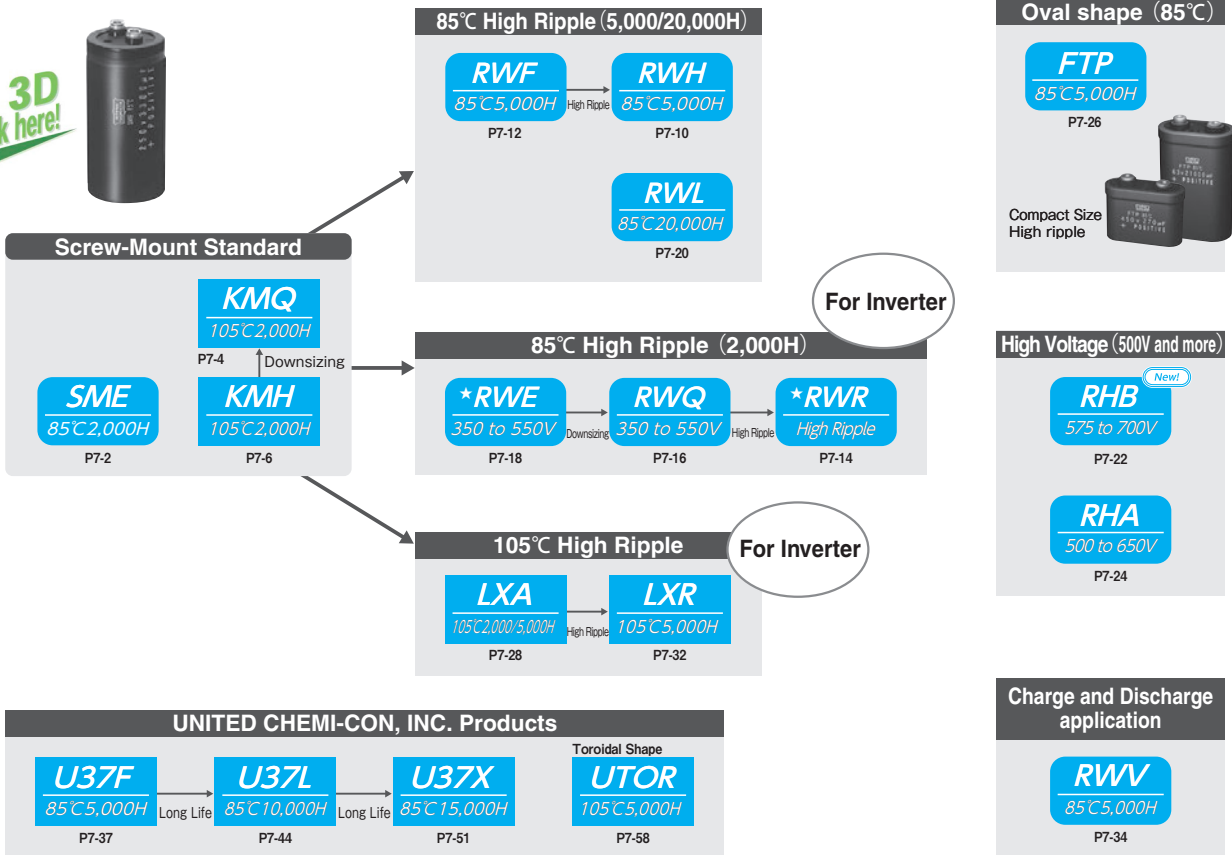 3D
k here!
Screw-Mount Standard
KMQ
105℃2,000H
P7-4
Downsizing
SME
85℃2,000H
P7-2
KMH
105℃2,000H
P7-6
85℃ High Ripple（5,000/20,000H）
RWF
85℃5,000H
P7-12
High Ripple
RWH
85℃5,000H
P7-10
RWL
85℃20,000H
P7-20
For Inverter
85℃ High Ripple（2,000H）
★RWE
350 to 550V
P7-18
Downsizing
RWQ
350 to 550V
P7-16
High Ripple
★RWR
High Ripple
P7-14
For Inverter
105℃ High Ripple
LXA
105℃2,000/5,000H
P7-28
High Ripple
LXR
105℃5,000H
P7-32
UNITED CHEMI-CON, INC. Products
U37F
85℃5,000H
P7-37
Long Life
U37L
85℃10,000H
P7-44
Long Life
U37X
85℃15,000H
P7-51
Toroidal Shape
UTOR
105℃5,000H
P7-58
Oval shape（85℃）
FTP
85℃5,000H
P7-26
Compact Size
High ripple
FTP 85C
+ POSITIVE
FTP 85C
450V 270μF
+ POSITIVE
High Voltage（500V and more）
New!
RHB
575 to 700V
P7-22
RHA
500 to 650V
P7-24
Charge and Discharge
application
RWV
85℃5,000H
P7-34